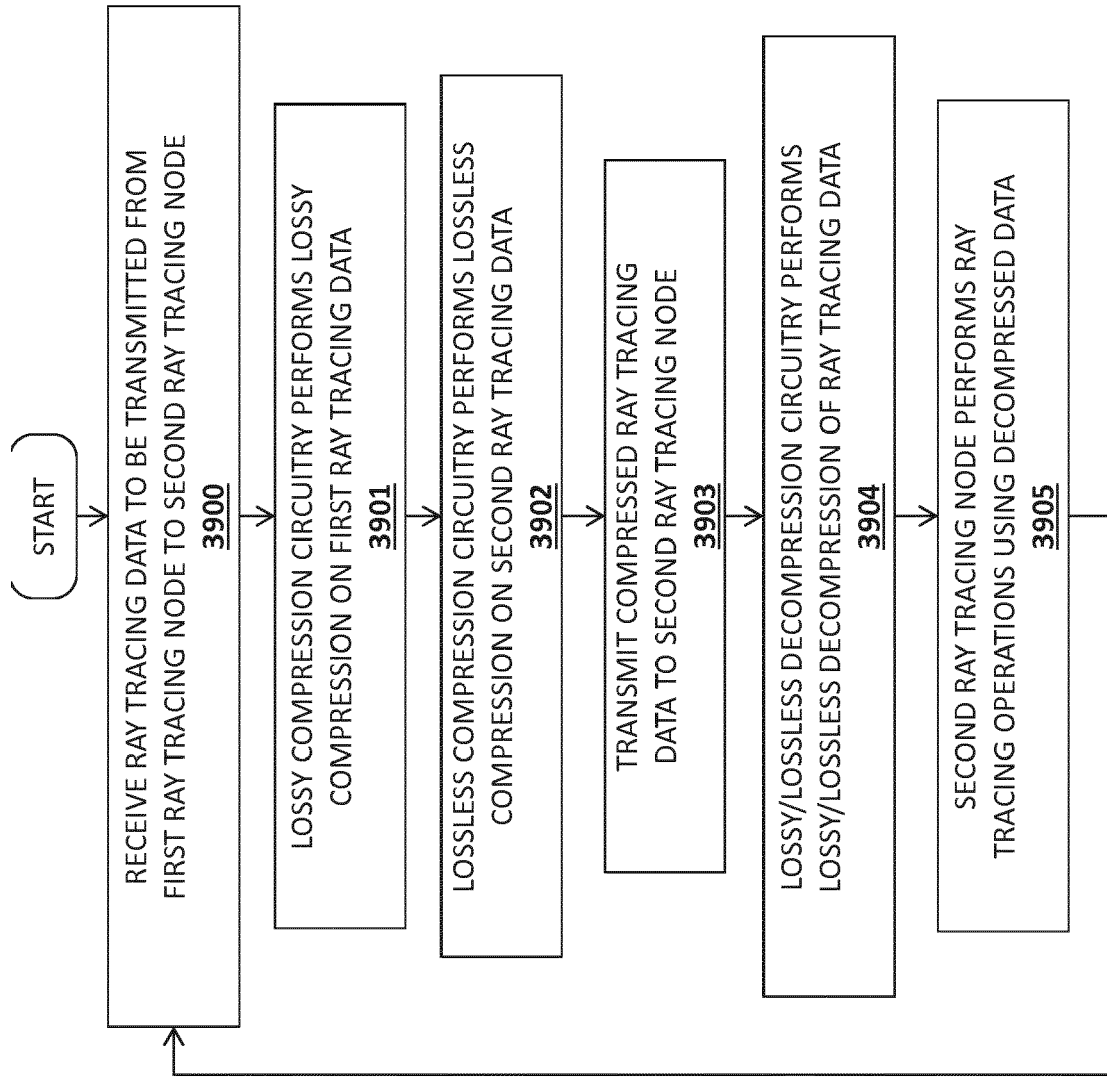 START
RECEIVE RAY TRACING DATA TO BE TRANSMITTED FROM
FIRST RAY TRACING NODE TO SECOND RAY TRACING NODE
3900
LOSSY COMPRESSION CIRCUITRY PERFORMS LOSSY
COMPRESSION ON FIRST RAY TRACING DATA
3901
LOSSLESS COMPRESSION CIRCUITRY PERFORMS LOSSLESS
COMPRESSION ON SECOND RAY TRACING DATA
3902
TRANSMIT COMPRESSED RAY TRACING
DATA TO SECOND RAY TRACING NODE
3903
LOSSY/LOSSLESS DECOMPRESSION CIRCUITRY PERFORMS
LOSSY/LOSSLESS DECOMPRESSION OF RAY TRACING DATA
3904
SECOND RAY TRACING NODE PERFORMS RAY
TRACING OPERATIONS USING DECOMPRESSED DATA
3905